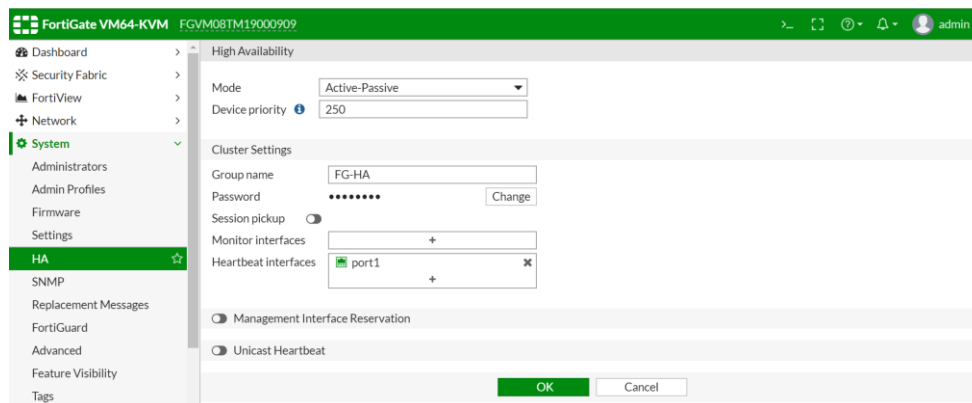 FortiGate VM64-KVM FGVM08TM19000909 >_ admin
Dashboard
Security Fabric
FortiView
Network
System
Administrators
Admin Profiles
Firmware
Settings
HA
SNMP
Replacement Messages
FortiGuard
Advanced
Feature Visibility
Tags
High Availability
Mode Active-Passive
Device priority 250
Cluster Settings
Group name FG-HA
Password •••••••• Change
Session pickup
Monitor interfaces +
Heartbeat interfaces port1 ✖
+
Management Interface Reservation
Unicast Heartbeat
OK Cancel